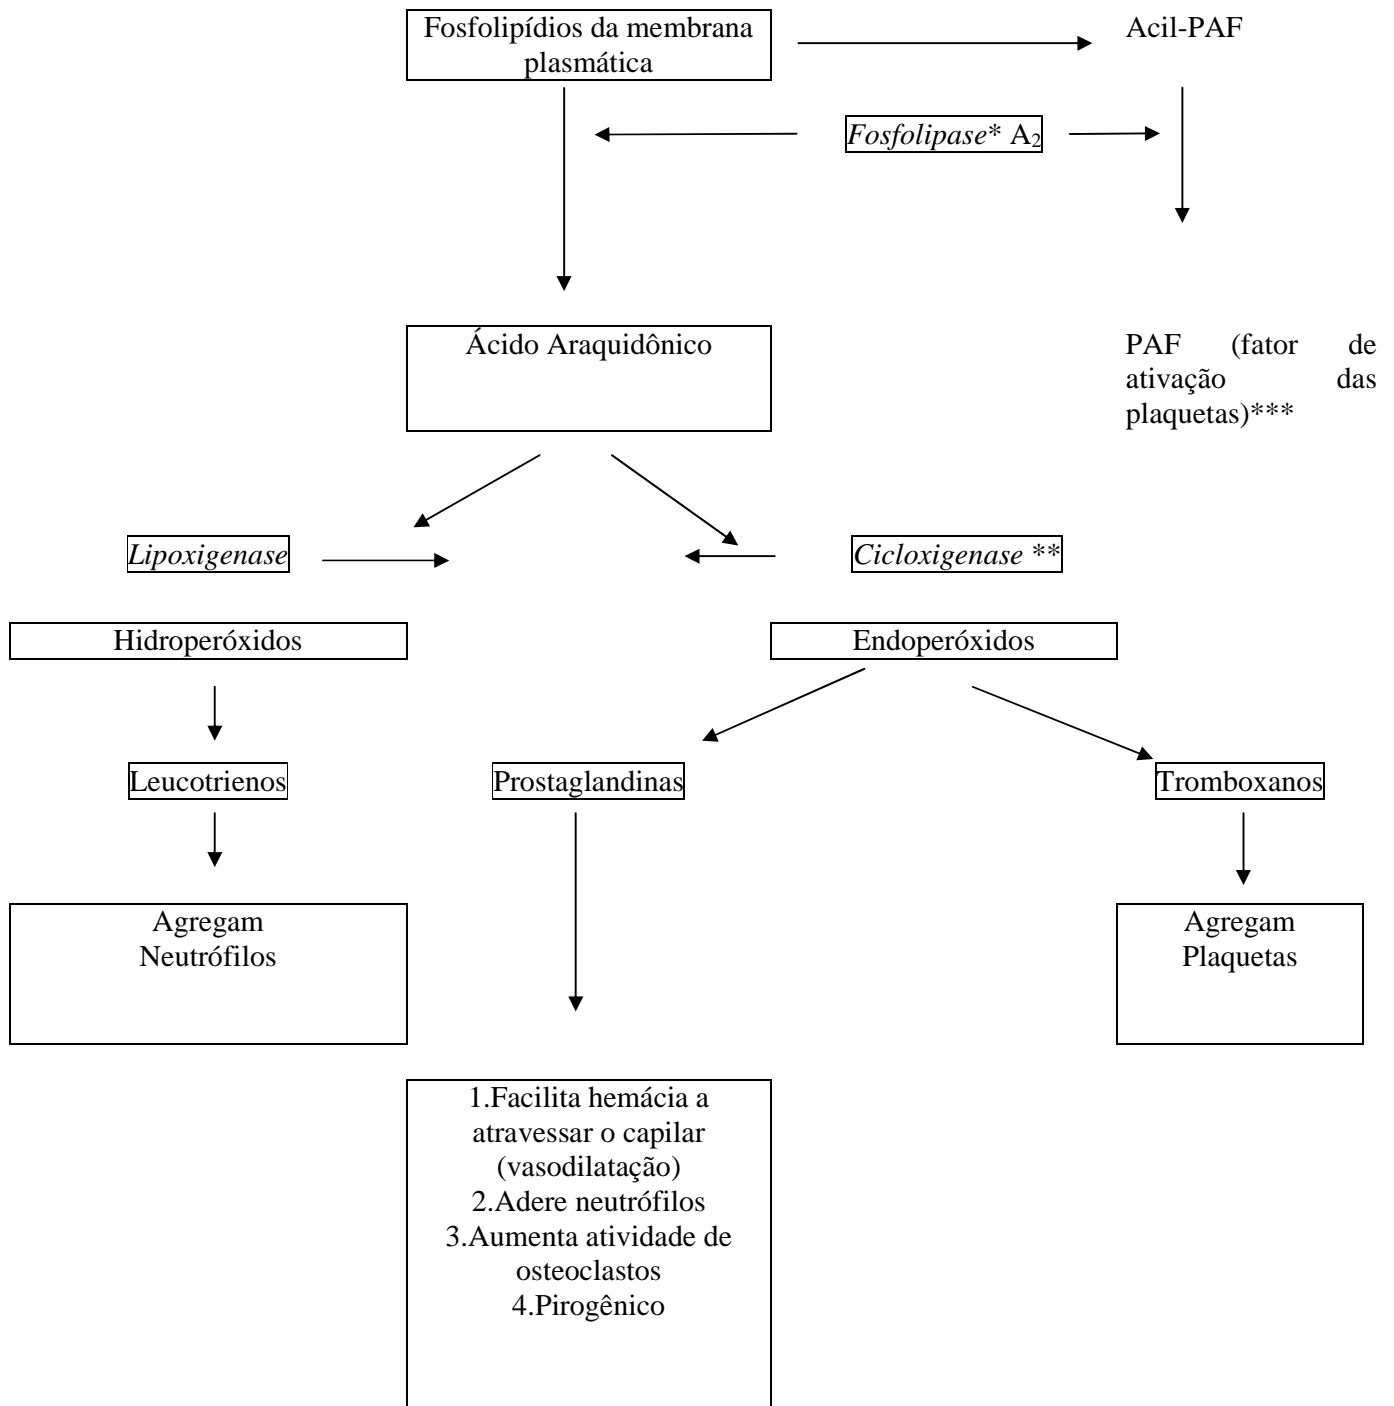 Fosfolipídios da membrana
plasmática
Acil-PAF
Fosfolipase* A₂
Ácido Araquidônico
PAF (fator de
ativação das
plaquetas)***
Lipoxigenase
Cicloxigenase **
Hidroperóxidos
Endoperóxidos
Leucotrienos
Prostaglandinas
Tromboxanos
Agregam
Neutrófilos
Agregam
Plaquetas
1.Facilita hemácia a
atravessar o capilar
(vasodilatação)
2.Adere neutrófilos
3.Aumenta atividade de
osteoclastos
4.Pirogênico